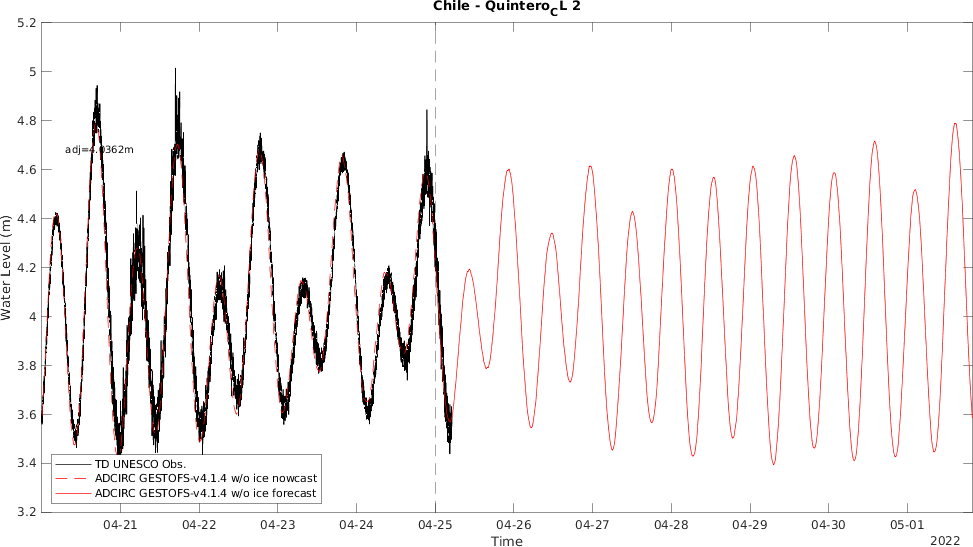 Chile - QuinteroCL 2
5.2
5
4.8
4.6
4.4
4.2
4
3.8
3.6
3.4
3.2
Water Level (m)
adj=4.0362m
TD UNESCO Obs.
ADCIRC GESTOFS-v4.1.4 w/o ice nowcast
ADCIRC GESTOFS-v4.1.4 w/o ice forecast
04-21 04-22 04-23 04-24 04-25 04-26 04-27 04-28 04-29 04-30 05-01
Time
2022